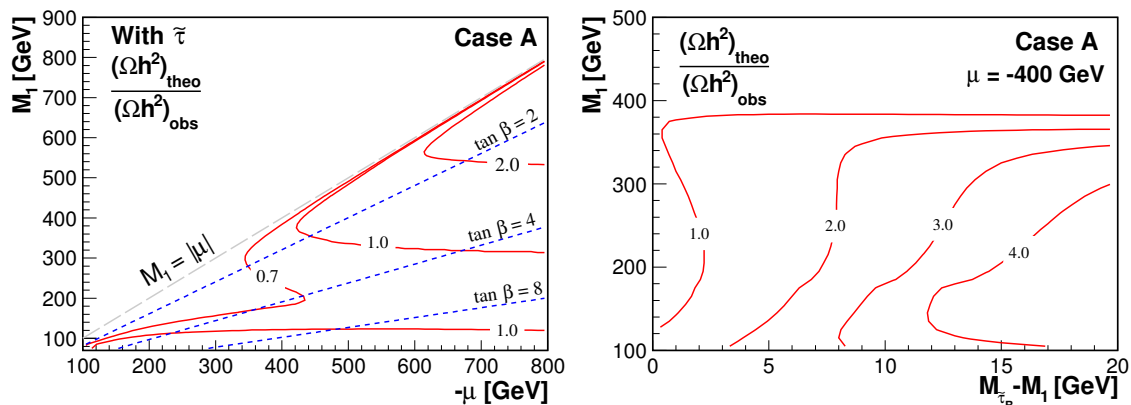 With τ̃
(Ωh²)theo
(Ωh²)obs
Case A
M₁ [GeV]
900
800
700
600
500
400
300
200
100
M₁ = |μ|
tan β = 2
2.0
tan β = 4
1.0
0.7
tan β = 8
1.0
100 200 300 400 500 600 700 800
-μ [GeV]
(Ωh²)theo
(Ωh²)obs
Case A
μ = -400 GeV
M₁ [GeV]
500
400
300
200
100
1.0
2.0
3.0
4.0
0 5 10 15 20
M_τ̃_R-M₁ [GeV]